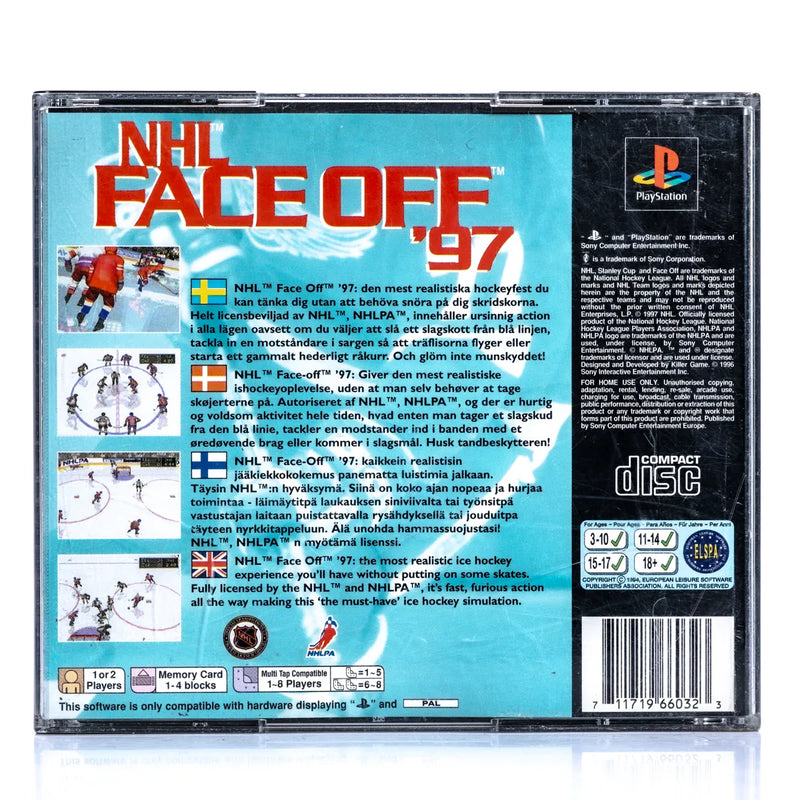 NHL™
FACE OFF™
'97
NHL™ Face Off™ '97: den mest realistiska hockeyfest du
kan tänka dig utan att behöva snöra på dig skridskorna.
Helt licensbeviljad av NHL™, NHLPA™, innehåller ursinnig action
i alla lägen oavsett om du väljer att slå ett slagskott från blå linjen,
tackla in en motståndare i sargen så att träflisorna flyger eller
starta ett gammalt hederligt råkurr. Och glöm inte munskyddet!
NHL™ Face-off™ '97: Giver den mest realistiske
ishockeyoplevelse, uden at man selv behøver at tage
skøjterne på. Autoriseret af NHL™, NHLPA™, og der er hurtig
og voldsom aktivitet hele tiden, hvad enten man tager et slagskud
fra den blå linie, tackler en modstander ind i banden med et
øredøvende brag eller kommer i slagsmål. Husk tandbeskytteren!
NHL™ Face-Off™ '97: kaikkein realistisin
jääkiekkokokemus panematta luistimia jalkaan.
Täysin NHL™:n hyväksymä. Siinä on koko ajan nopeaa ja hurjaa
toimintaa - läimäytitpä laukauksen siniviivalta tai työnsitpä
vastustajan laitaan puistattavalla rysähdyksellä tai jouduitpa
täyteen nyrkkitappeluun. Älä unohda hammassuojustasi!
NHL™, NHLPA™ n myötämä lisenssi.
NHL™ Face Off™ '97: the most realistic ice hockey
experience you'll have without putting on some skates.
Fully licensed by the NHL™ and NHLPA™, it's fast, furious action
all the way making this 'the must-have' ice hockey simulation.
NHL
NHLPA
1 or 2
Players
Memory Card
1-4 blocks
Multi Tap Compatible
1~8 Players
=1~5
=6~8
This software is only compatible with hardware displaying " " and PAL
PlayStation
" " and "PlayStation" are trademarks of
Sony Computer Entertainment Inc.
is a trademark of Sony Corporation.
NHL, Stanley Cup and Face Off are trademarks of
the National Hockey League. All NHL logos and
marks and NHL Team logos and marks depicted
herein are the property of the NHL and the
respective teams and may not be reproduced
without the prior written consent of NHL
Enterprises, L.P. © 1997 NHL. Officially licensed
product of the National Hockey League. National
Hockey League Players Association, NHLPA and
NHLPA logo are trademarks of the NHLPA and are
used, under license, by Sony Computer
Entertainment. © NHLPA. ™ and ® designate
trademarks of licensor and are used under license.
Designed and Developed by Killer Game. © 1996
Sony Interactive Entertainment Inc.
FOR HOME USE ONLY. Unauthorised copying,
adaptation, rental, lending, re-sale, arcade use,
charging for use, broadcast, cable transmission,
public performance, distribution or extraction of this
product or any trademark or copyright work that
forms part of this product are prohibited. Published
by Sony Computer Entertainment Europe.
COMPACT
disc
For Ages - Pour Ages - Para Años - Für Jahre - Per Anni
3-10 11-14
15-17 18+
ELSPA
COPYRIGHT © 1994, EUROPEAN LEISURE SOFTWARE
PUBLISHERS ASSOCIATION. ALL RIGHTS RESERVED
7 11719 66032 3